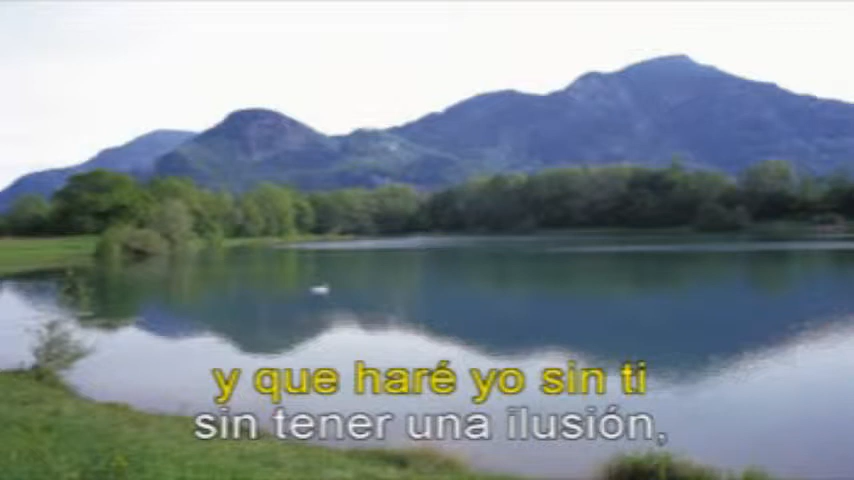 y que haré yo sin ti
sin tener una ilusión,